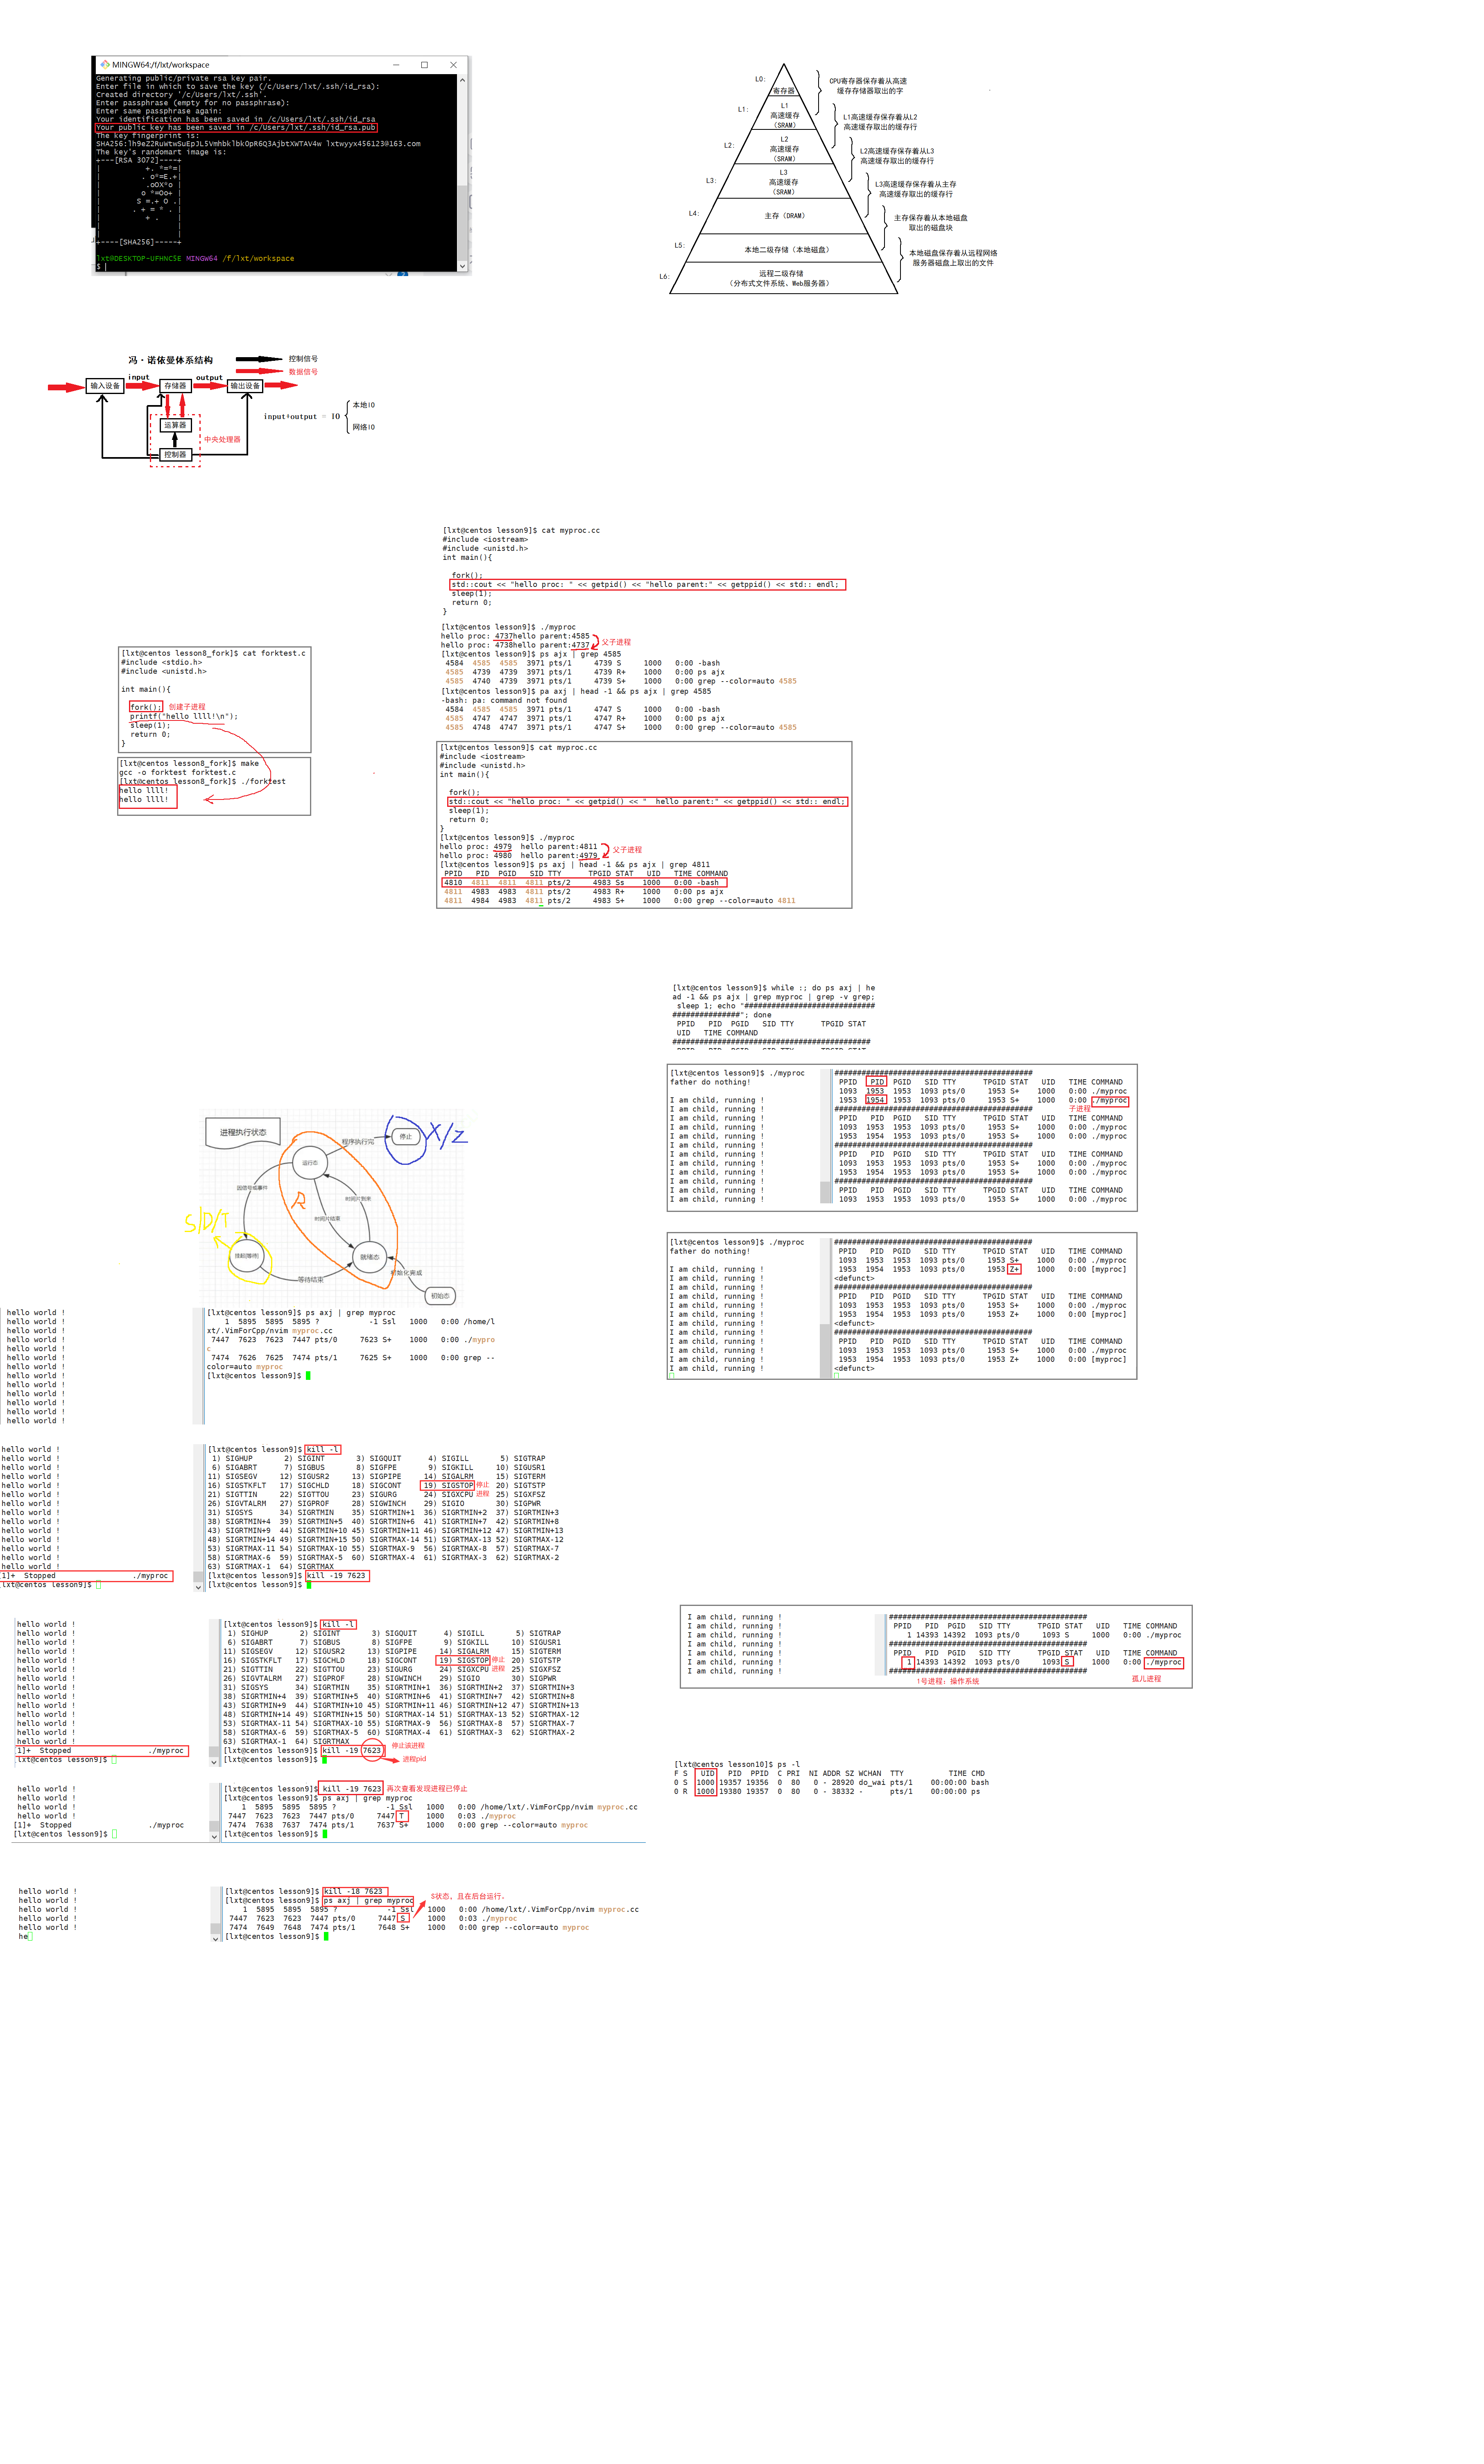 MINGW64:/f/lxt/workspace
Generating public/private rsa key pair.
Enter file in which to save the key (/c/Users/lxt/.ssh/id_rsa):
Created directory '/c/Users/lxt/.ssh'.
Enter passphrase (empty for no passphrase):
Enter same passphrase again:
Your identification has been saved in /c/Users/lxt/.ssh/id_rsa
Your public key has been saved in /c/Users/lxt/.ssh/id_rsa.pub
The key fingerprint is:
The key's randomart image is:
+---[RSA 3072]----+
+----[SHA256]-----+
MINGW64 /f/lxt/workspace
$
L0:
寄存器
CPU寄存器保存着从高速
缓存存储器取出的字
L1:
L1
高速缓存
(SRAM)
L1高速缓存保存着从L2
高速缓存取出的缓存行
L2:
L2
高速缓存
(SRAM)
L2高速缓存保存着从L3
高速缓存取出的缓存行
L3:
L3
高速缓存
(SRAM)
L3高速缓存保存着从主存
高速缓存取出的缓存行
L4:
主存 (DRAM)
主存保存着从本地磁盘
取出的磁盘块
L5:
本地二级存储 (本地磁盘)
本地磁盘保存着从远程网络
服务器磁盘上取出的文件
L6:
远程二级存储
(分布式文件系统、Web服务器)
冯·诺依曼体系结构
控制信号
数据信号
输入设备
input
存储器
output
输出设备
运算器
中央处理器
控制器
input+output = IO
本地IO
网络IO
[lxt@centos lesson8_fork]$ cat forktest.c
#include <stdio.h>
#include <unistd.h>
int main(){
fork(); 创建子进程
printf("hello llll!\n");
sleep(1);
return 0;
}
[lxt@centos lesson8_fork]$ make
gcc -o forktest forktest.c
[lxt@centos lesson8_fork]$ ./forktest
hello llll!
hello llll!
[lxt@centos lesson9]$ cat myproc.cc
#include <iostream>
#include <unistd.h>
int main(){
fork();
std::cout << "hello proc: " << getpid() << "hello parent:" << getppid() << std:: endl;
sleep(1);
return 0;
}
[lxt@centos lesson9]$ ./myproc
hello proc: 4737hello parent:4585
hello proc: 4738hello parent:4737
父子进程
[lxt@centos lesson9]$ ps ajx | grep 4585
4584 4585 4585 3971 pts/1 4739 S 1000 0:00 -bash
4585 4739 4739 3971 pts/1 4739 R+ 1000 0:00 ps ajx
4585 4740 4739 3971 pts/1 4739 S+ 1000 0:00 grep --color=auto 4585
[lxt@centos lesson9]$ pa axj | head -1 && ps ajx | grep 4585
-bash: pa: command not found
4584 4585 4585 3971 pts/1 4747 S 1000 0:00 -bash
4585 4747 4747 3971 pts/1 4747 R+ 1000 0:00 ps ajx
4585 4748 4747 3971 pts/1 4747 S+ 1000 0:00 grep --color=auto 4585
[lxt@centos lesson9]$ cat myproc.cc
#include <iostream>
#include <unistd.h>
int main(){
fork();
std::cout << "hello proc: " << getpid() << "  hello parent:" << getppid() << std:: endl;
sleep(1);
return 0;
}
[lxt@centos lesson9]$ ./myproc
hello proc: 4979  hello parent:4811
hello proc: 4980  hello parent:4979
父子进程
[lxt@centos lesson9]$ ps axj | head -1 && ps ajx | grep 4811
PPID PID PGID SID TTY TPGID STAT UID TIME COMMAND
4810 4811 4811 4811 pts/2 4983 Ss 1000 0:00 -bash
4811 4983 4983 4811 pts/2 4983 R+ 1000 0:00 ps ajx
4811 4984 4983 4811 pts/2 4983 S+ 1000 0:00 grep --color=auto 4811
[lxt@centos lesson9]$ while :; do ps axj | he
ad -1 && ps ajx | grep myproc | grep -v grep;
sleep 1; echo "#############################
###############"; done
PPID PID PGID SID TTY TPGID STAT
UID TIME COMMAND
############################################
[lxt@centos lesson9]$ ./myproc
father do nothing!
I am child, running !
I am child, running !
I am child, running !
I am child, running !
I am child, running !
I am child, running !
I am child, running !
I am child, running !
I am child, running !
I am child, running !
I am child, running !
I am child, running !
############################################
PPID PID PGID SID TTY TPGID STAT UID TIME COMMAND
1093 1953 1953 1093 pts/0 1953 S+ 1000 0:00 ./myproc
1953 1954 1953 1093 pts/0 1953 S+ 1000 0:00 ./myproc
############################################ 子进程
PPID PID PGID SID TTY TPGID STAT UID TIME COMMAND
1093 1953 1953 1093 pts/0 1953 S+ 1000 0:00 ./myproc
1953 1954 1953 1093 pts/0 1953 S+ 1000 0:00 ./myproc
############################################
PPID PID PGID SID TTY TPGID STAT UID TIME COMMAND
1093 1953 1953 1093 pts/0 1953 S+ 1000 0:00 ./myproc
1953 1954 1953 1093 pts/0 1953 S+ 1000 0:00 ./myproc
############################################
PPID PID PGID SID TTY TPGID STAT UID TIME COMMAND
1093 1953 1953 1093 pts/0 1953 S+ 1000 0:00 ./myproc
[lxt@centos lesson9]$ ./myproc
father do nothing!
I am child, running !
I am child, running !
I am child, running !
I am child, running !
I am child, running !
I am child, running !
I am child, running !
I am child, running !
I am child, running !
I am child, running !
I am child, running !
I am child, running !
############################################
PPID PID PGID SID TTY TPGID STAT UID TIME COMMAND
1093 1953 1953 1093 pts/0 1953 S+ 1000 0:00 ./myproc
1953 1954 1953 1093 pts/0 1953 Z+ 1000 0:00 [myproc]
<defunct>
############################################
PPID PID PGID SID TTY TPGID STAT UID TIME COMMAND
1093 1953 1953 1093 pts/0 1953 S+ 1000 0:00 ./myproc
1953 1954 1953 1093 pts/0 1953 Z+ 1000 0:00 [myproc]
<defunct>
############################################
PPID PID PGID SID TTY TPGID STAT UID TIME COMMAND
1093 1953 1953 1093 pts/0 1953 S+ 1000 0:00 ./myproc
1953 1954 1953 1093 pts/0 1953 Z+ 1000 0:00 [myproc]
<defunct>
进程执行状态
程序执行完
停止
X/Z
运行态
时间片到来
时间片结束
R
S/D/T
就绪态
等待结束
初始化完成
初始态
hello world !
hello world !
hello world !
hello world !
hello world !
hello world !
hello world !
hello world !
hello world !
hello world !
hello world !
hello world !
hello world !
[lxt@centos lesson9]$ ps axj | grep myproc
1 5895 5895 5895 ? -1 Ssl 1000 0:00 /home/l
xt/.VimForCpp/nvim myproc.cc
7447 7623 7623 7447 pts/0 7623 S+ 1000 0:00 ./mypro
c
7474 7626 7625 7474 pts/1 7625 S+ 1000 0:00 grep --
color=auto myproc
[lxt@centos lesson9]$
hello world !
hello world !
hello world !
hello world !
hello world !
hello world !
hello world !
hello world !
hello world !
hello world !
hello world !
hello world !
hello world !
hello world !
[1]+ Stopped ./myproc
[lxt@centos lesson9]$
[lxt@centos lesson9]$ kill -l
1) SIGHUP 2) SIGINT 3) SIGQUIT 4) SIGILL 5) SIGTRAP
6) SIGABRT 7) SIGBUS 8) SIGFPE 9) SIGKILL 10) SIGUSR1
11) SIGSEGV 12) SIGUSR2 13) SIGPIPE 14) SIGALRM 15) SIGTERM
16) SIGSTKFLT 17) SIGCHLD 18) SIGCONT 19) SIGSTOP 停止 20) SIGTSTP
21) SIGTTIN 22) SIGTTOU 23) SIGURG 24) SIGXCPU 进程 25) SIGXFSZ
26) SIGVTALRM 27) SIGPROF 28) SIGWINCH 29) SIGIO 30) SIGPWR
31) SIGSYS 34) SIGRTMIN 35) SIGRTMIN+1 36) SIGRTMIN+2 37) SIGRTMIN+3
38) SIGRTMIN+4 39) SIGRTMIN+5 40) SIGRTMIN+6 41) SIGRTMIN+7 42) SIGRTMIN+8
43) SIGRTMIN+9 44) SIGRTMIN+10 45) SIGRTMIN+11 46) SIGRTMIN+12 47) SIGRTMIN+13
48) SIGRTMIN+14 49) SIGRTMIN+15 50) SIGRTMAX-14 51) SIGRTMAX-13 52) SIGRTMAX-12
53) SIGRTMAX-11 54) SIGRTMAX-10 55) SIGRTMAX-9 56) SIGRTMAX-8 57) SIGRTMAX-7
58) SIGRTMAX-6 59) SIGRTMAX-5 60) SIGRTMAX-4 61) SIGRTMAX-3 62) SIGRTMAX-2
63) SIGRTMAX-1 64) SIGRTMAX
[lxt@centos lesson9]$ kill -19 7623
[lxt@centos lesson9]$
hello world !
hello world !
hello world !
hello world !
hello world !
hello world !
hello world !
hello world !
hello world !
hello world !
hello world !
hello world !
hello world !
hello world !
1]+ Stopped ./myproc
[lxt@centos lesson9]$
[lxt@centos lesson9]$ kill -l
1) SIGHUP 2) SIGINT 3) SIGQUIT 4) SIGILL 5) SIGTRAP
6) SIGABRT 7) SIGBUS 8) SIGFPE 9) SIGKILL 10) SIGUSR1
11) SIGSEGV 12) SIGUSR2 13) SIGPIPE 14) SIGALRM 15) SIGTERM
16) SIGSTKFLT 17) SIGCHLD 18) SIGCONT 19) SIGSTOP 停止 20) SIGTSTP
21) SIGTTIN 22) SIGTTOU 23) SIGURG 24) SIGXCPU 进程 25) SIGXFSZ
26) SIGVTALRM 27) SIGPROF 28) SIGWINCH 29) SIGIO 30) SIGPWR
31) SIGSYS 34) SIGRTMIN 35) SIGRTMIN+1 36) SIGRTMIN+2 37) SIGRTMIN+3
38) SIGRTMIN+4 39) SIGRTMIN+5 40) SIGRTMIN+6 41) SIGRTMIN+7 42) SIGRTMIN+8
43) SIGRTMIN+9 44) SIGRTMIN+10 45) SIGRTMIN+11 46) SIGRTMIN+12 47) SIGRTMIN+13
48) SIGRTMIN+14 49) SIGRTMIN+15 50) SIGRTMAX-14 51) SIGRTMAX-13 52) SIGRTMAX-12
53) SIGRTMAX-11 54) SIGRTMAX-10 55) SIGRTMAX-9 56) SIGRTMAX-8 57) SIGRTMAX-7
58) SIGRTMAX-6 59) SIGRTMAX-5 60) SIGRTMAX-4 61) SIGRTMAX-3 62) SIGRTMAX-2
63) SIGRTMAX-1 64) SIGRTMAX
[lxt@centos lesson9]$ kill -19 7623 停止该进程
[lxt@centos lesson9]$ 进程pid
I am child, running !
I am child, running !
I am child, running !
I am child, running !
I am child, running !
I am child, running !
I am child, running !
############################################
PPID PID PGID SID TTY TPGID STAT UID TIME COMMAND
1 14393 14392 1093 pts/0 1093 S 1000 0:00 ./myproc
############################################
PPID PID PGID SID TTY TPGID STAT UID TIME COMMAND
1 14393 14392 1093 pts/0 1093 S 1000 0:00 ./myproc
############################################
1号进程：操作系统
孤儿进程
[lxt@centos lesson10]$ ps -l
F S UID PID PPID C PRI NI ADDR SZ WCHAN TTY TIME CMD
0 S 1000 19357 19356 0 80 0 - 28920 do_wai pts/1 00:00:00 bash
0 R 1000 19380 19357 0 80 0 - 38332 - pts/1 00:00:00 ps
hello world !
hello world !
hello world !
hello world !
[1]+ Stopped ./myproc
[lxt@centos lesson9]$
[lxt@centos lesson9]$ kill -19 7623 再次查看发现进程已停止
[lxt@centos lesson9]$ ps axj | grep myproc
1 5895 5895 5895 ? -1 Ssl 1000 0:00 /home/lxt/.VimForCpp/nvim myproc.cc
7447 7623 7623 7447 pts/0 7447 T 1000 0:03 ./myproc
7474 7638 7637 7474 pts/1 7637 S+ 1000 0:00 grep --color=auto myproc
[lxt@centos lesson9]$
hello world !
hello world !
hello world !
hello world !
hello world !
he
[lxt@centos lesson9]$ kill -18 7623
[lxt@centos lesson9]$ ps axj | grep myproc
S状态，且在后台运行。
1 5895 5895 5895 ? -1 Ssl 1000 0:00 /home/lxt/.VimForCpp/nvim myproc.cc
7447 7623 7623 7447 pts/0 7447 S 1000 0:03 ./myproc
7474 7649 7648 7474 pts/1 7648 S+ 1000 0:00 grep --color=auto myproc
[lxt@centos lesson9]$